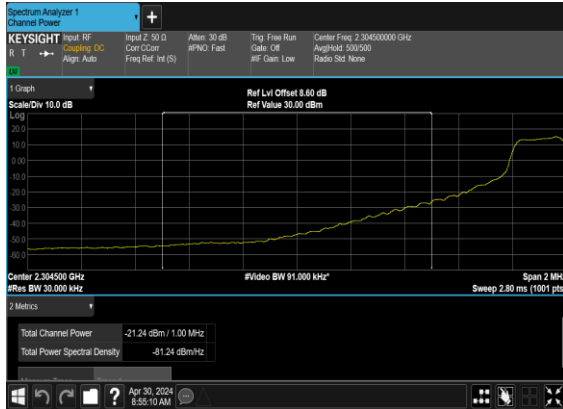 Spectrum Analyzer 1
Channel Power
+
KEYSIGHT Input: RF Input Z: 50 Ω Atten: 30 dB Trig: Free Run Center Freq: 2.304500000 GHz
R T Coupling: DC Corr CCorr #PNO: Fast Gate: Off Avg|Hold: 500/500
Align: Auto Freq Ref: Int (S) #IF Gain: Low Radio Std: None
1 Graph
Ref Lvl Offset 8.60 dB
Scale/Div 10.0 dB Ref Value 30.00 dBm
Log
20.0
10.0
0.00
-10.0
-20.0
-30.0
-40.0
-50.0
-60.0
Center 2.304500 GHz #Video BW 91.000 kHz* Span 2 MHz
#Res BW 30.000 kHz Sweep 2.80 ms (1001 pts
2 Metrics
Total Channel Power -21.24 dBm / 1.00 MHz
Total Power Spectral Density -81.24 dBm/Hz
? Apr 30, 2024
8:55:10 AM